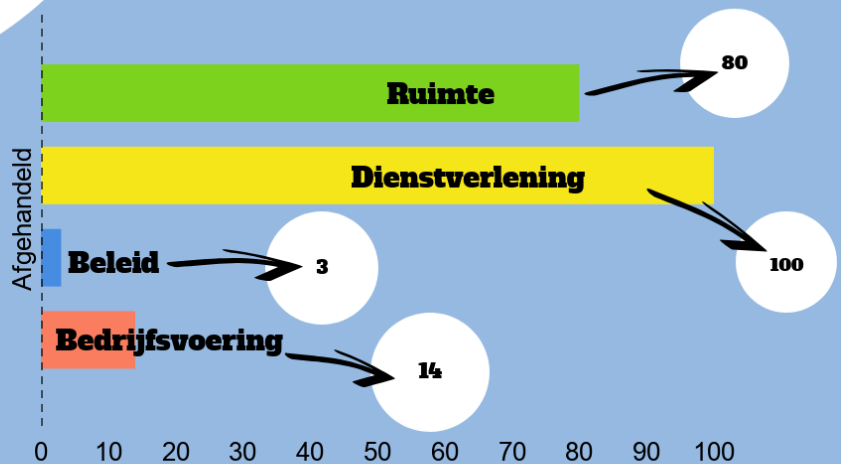 80
Ruimte
Dienstverlening
Afgehandeld
Beleid
3
100
Bedrijfsvoering
14
0 10 20 30 40 50 60 70 80 90 100